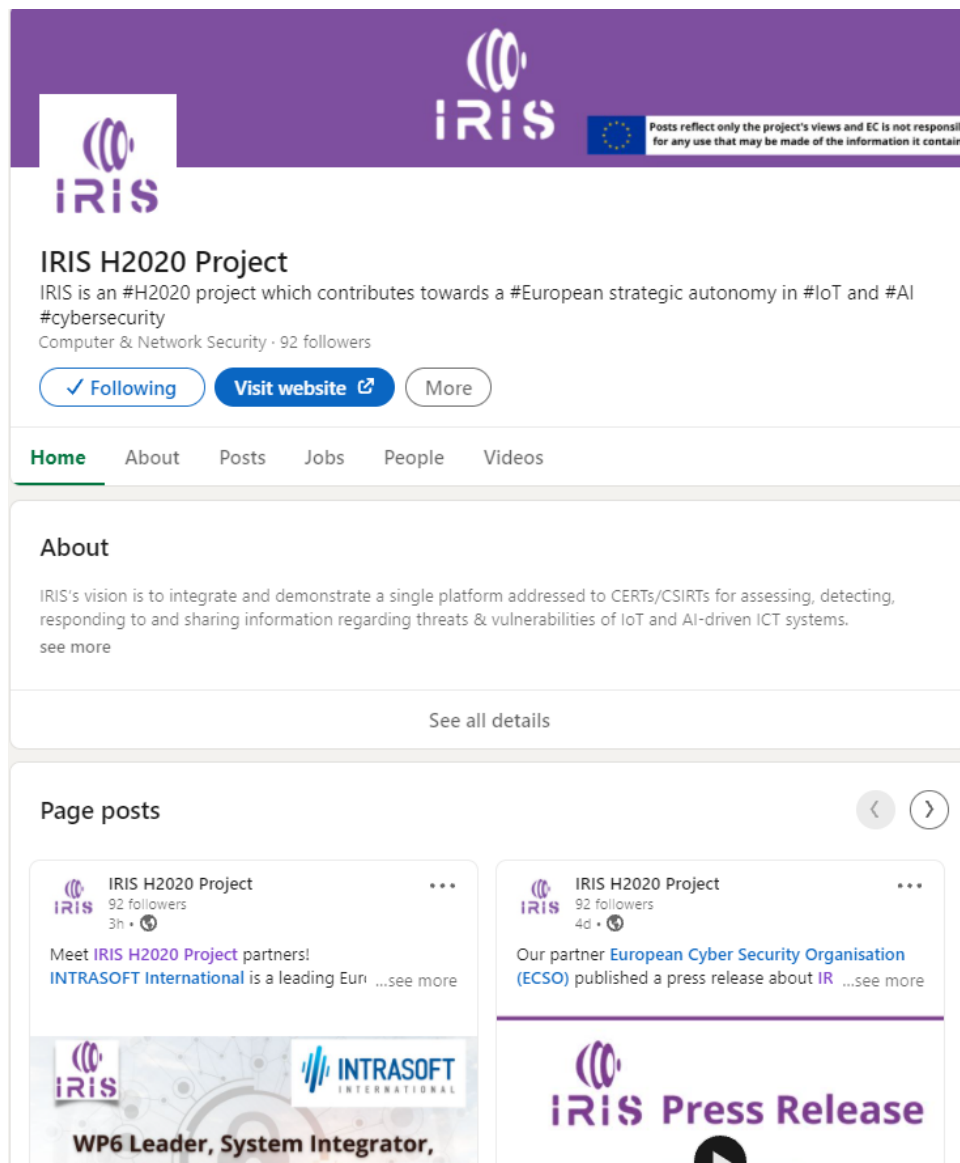 IRIS
Posts reflect only the project's views and EC is not
for any use that may be made of the information it
IRIS
IRIS H2020 Project
IRIS is an #H2020 project which contributes towards a #European strategic autonomy in #IoT and #AI
#cybersecurity
Computer & Network Security · 92 followers
✓ Following
Visit website
More
Home
About
Posts
Jobs
People
Videos
About
IRIS's vision is to integrate and demonstrate a single platform addressed to CERTs/CSIRTs for assessing, detecting,
responding to and sharing information regarding threats & vulnerabilities of IoT and AI-driven ICT systems.
see more
See all details
Page posts
IRIS
IRIS H2020 Project
92 followers
3h •
Meet IRIS H2020 Project partners!
INTRASOFT International is a leading Eur ...see more
IRIS
INTRASOFT
INTERNATIONAL
WP6 Leader, System Integrator,
IRIS
IRIS H2020 Project
92 followers
4d •
Our partner European Cyber Security Organisation
(ECSO) published a press release about IR ...see more
IRIS Press Release